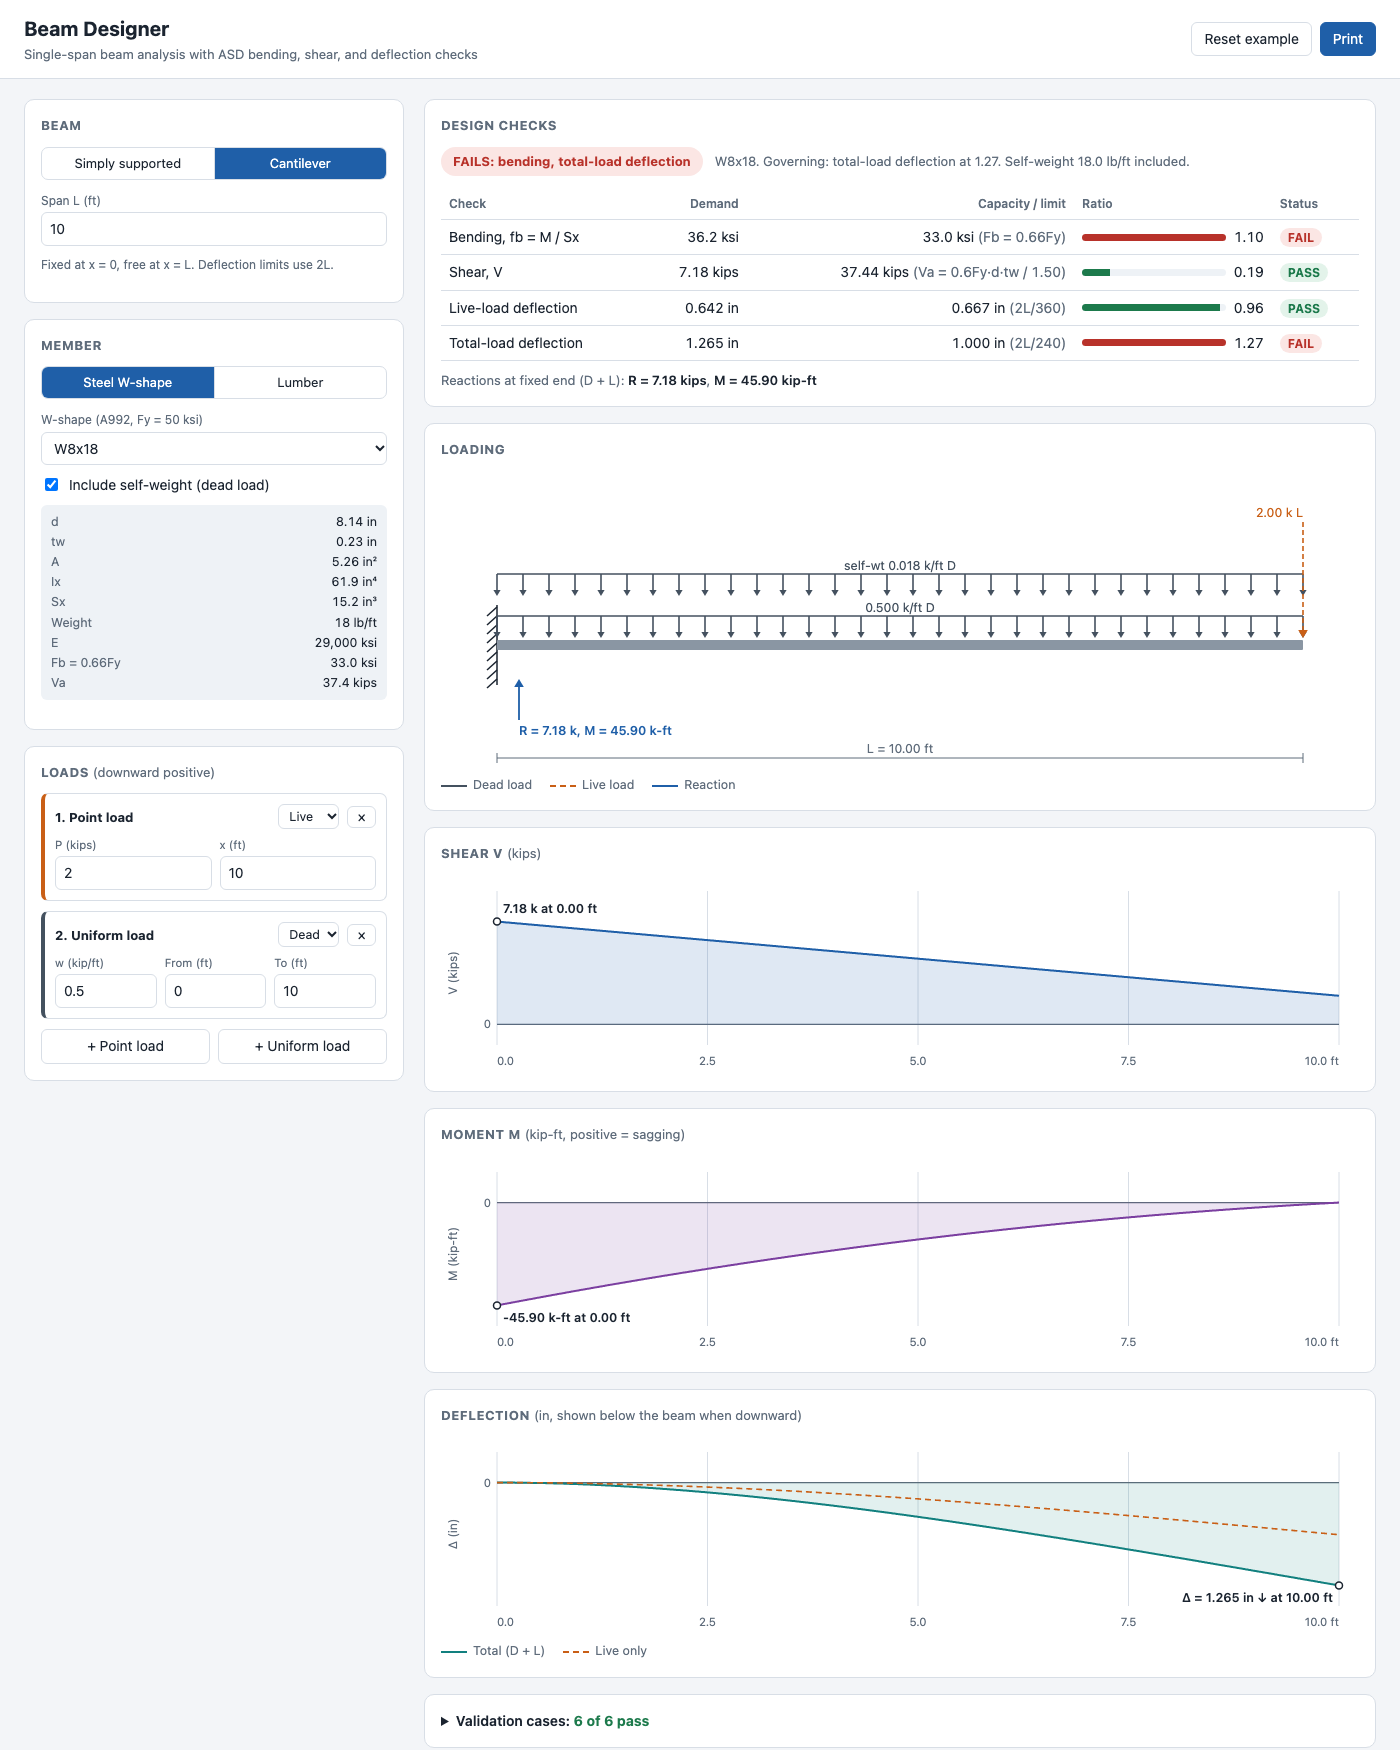 Beam Designer
Single-span beam analysis with ASD bending, shear, and deflection checks
Reset example
Print
BEAM
Simply supported
Cantilever
Span L (ft)
10
Fixed at x = 0, free at x = L. Deflection limits use 2L.
MEMBER
Steel W-shape
Lumber
W-shape (A992, Fy = 50 ksi)
W8x18
Include self-weight (dead load)
d 8.14 in
tw 0.23 in
A 5.26 in²
Ix 61.9 in⁴
Sx 15.2 in³
Weight 18 lb/ft
E 29,000 ksi
Fb = 0.66Fy 33.0 ksi
Va 37.4 kips
LOADS (downward positive)
1. Point load Live ×
P (kips) x (ft)
2 10
2. Uniform load Dead ×
w (kip/ft) From (ft) To (ft)
0.5 0 10
+ Point load + Uniform load
DESIGN CHECKS
FAILS: bending, total-load deflection W8x18. Governing: total-load deflection at 1.27. Self-weight 18.0 lb/ft included.
Check Demand Capacity / limit Ratio Status
Bending, fb = M / Sx 36.2 ksi 33.0 ksi (Fb = 0.66Fy) 1.10 FAIL
Shear, V 7.18 kips 37.44 kips (Va = 0.6Fy·d·tw / 1.50) 0.19 PASS
Live-load deflection 0.642 in 0.667 in (2L/360) 0.96 PASS
Total-load deflection 1.265 in 1.000 in (2L/240) 1.27 FAIL
Reactions at fixed end (D + L): R = 7.18 kips, M = 45.90 kip-ft
LOADING
2.00 k L
self-wt 0.018 k/ft D
0.500 k/ft D
R = 7.18 k, M = 45.90 k-ft
L = 10.00 ft
Dead load Live load Reaction
SHEAR V (kips)
7.18 k at 0.00 ft
V (kips)
0
0.0 2.5 5.0 7.5 10.0 ft
MOMENT M (kip-ft, positive = sagging)
0
M (kip-ft)
-45.90 k-ft at 0.00 ft
0.0 2.5 5.0 7.5 10.0 ft
DEFLECTION (in, shown below the beam when downward)
0
Δ (in)
Δ = 1.265 in ↓ at 10.00 ft
0.0 2.5 5.0 7.5 10.0 ft
Total (D + L) Live only
Validation cases: 6 of 6 pass